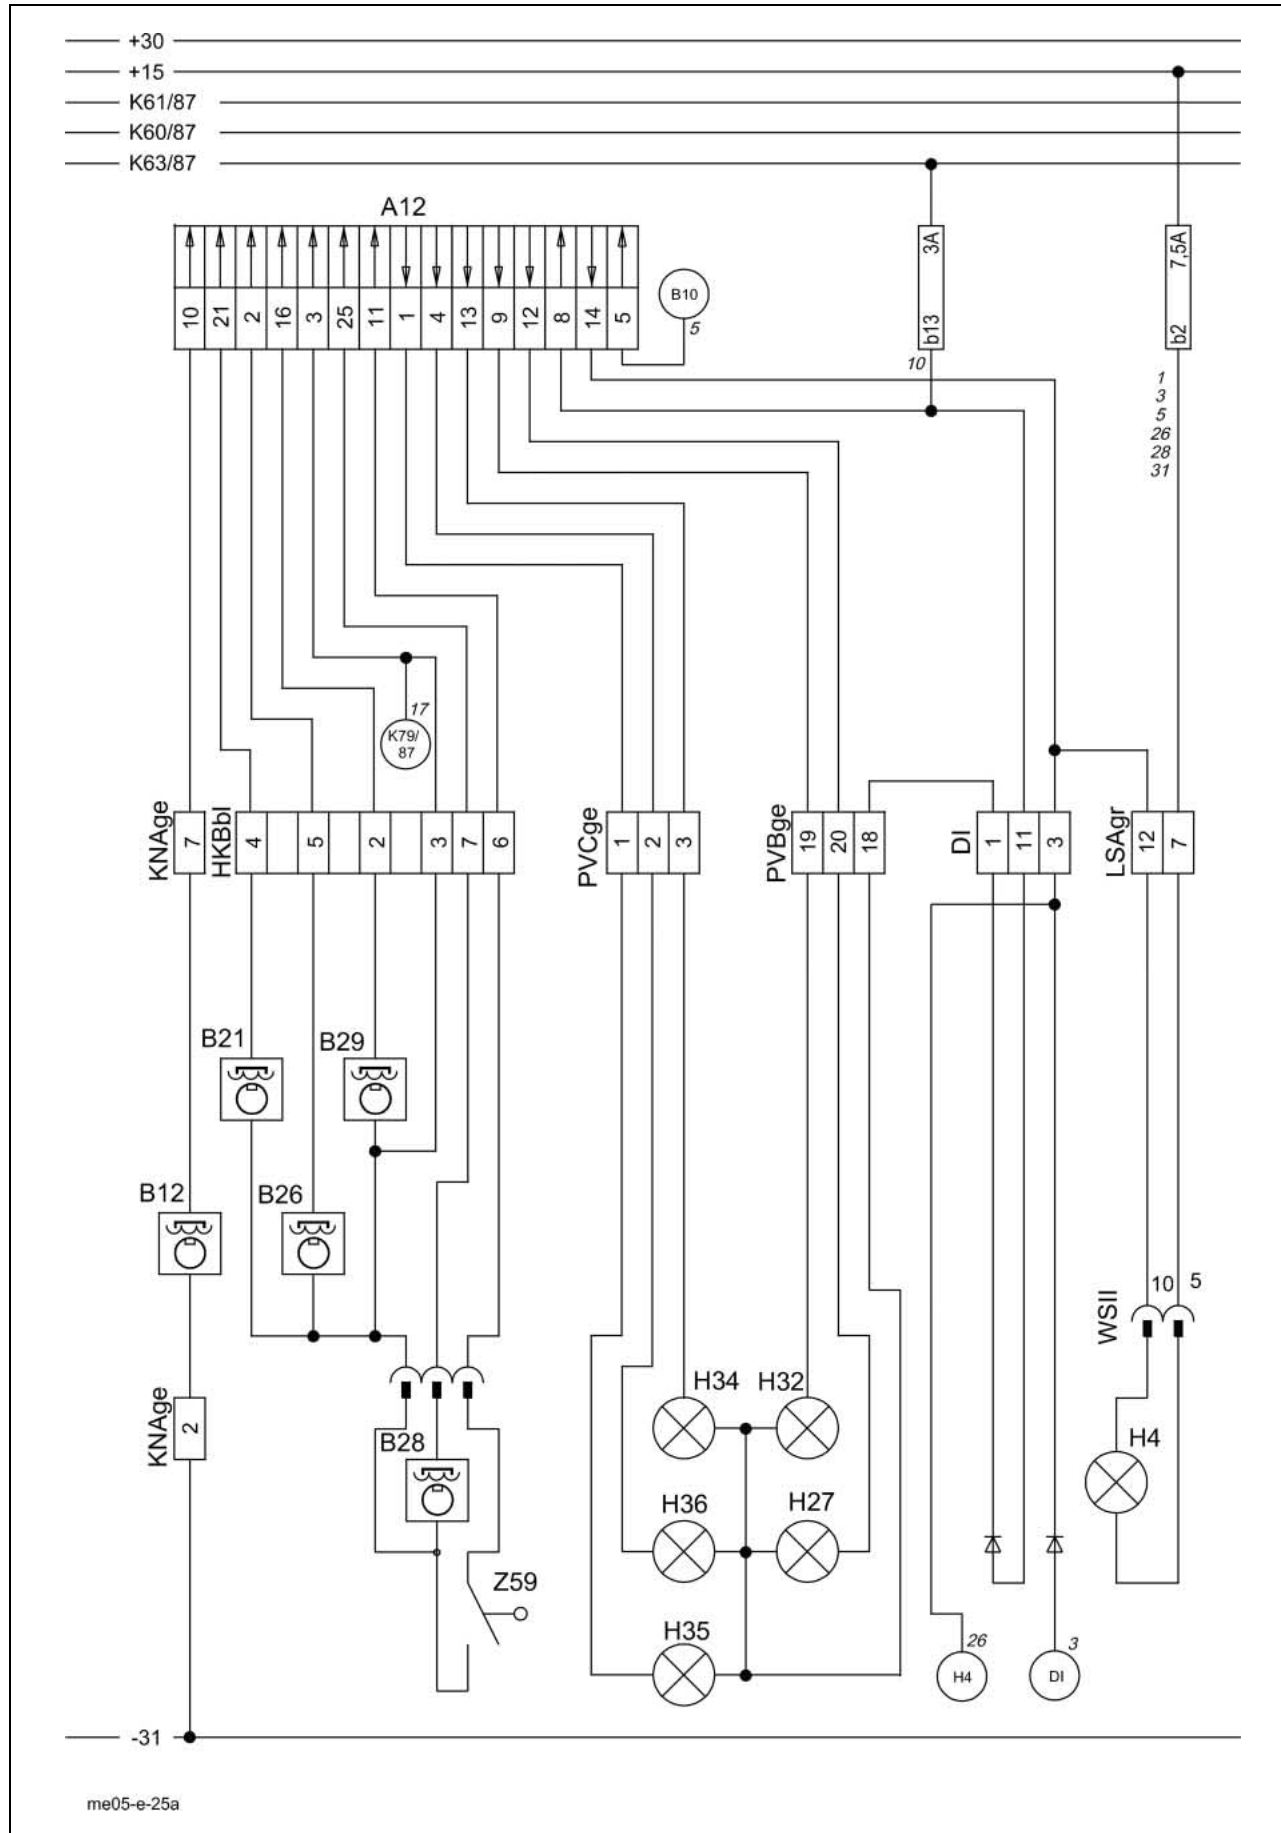 +30
+15
K61/87
K60/87
K63/87
A12
10 21 2 16 3 25 11 1 4 13 9 12 8 14 5
B10
5
3A
b13
10
7,5A
b2
1
3
5
26
28
31
17
K79/
87
KNAge
7
HKBbl
4 5 2 3 7 6
PVCge
1 2 3
PVBge
19 20 18
DI
1 11 3
LSAgr
12 7
B21
B29
B12
B26
WSII
10 5
KNAge
2
B28
H34
H32
H4
H36
H27
Z59
H35
26
H4
3
DI
-31
me05-e-25a